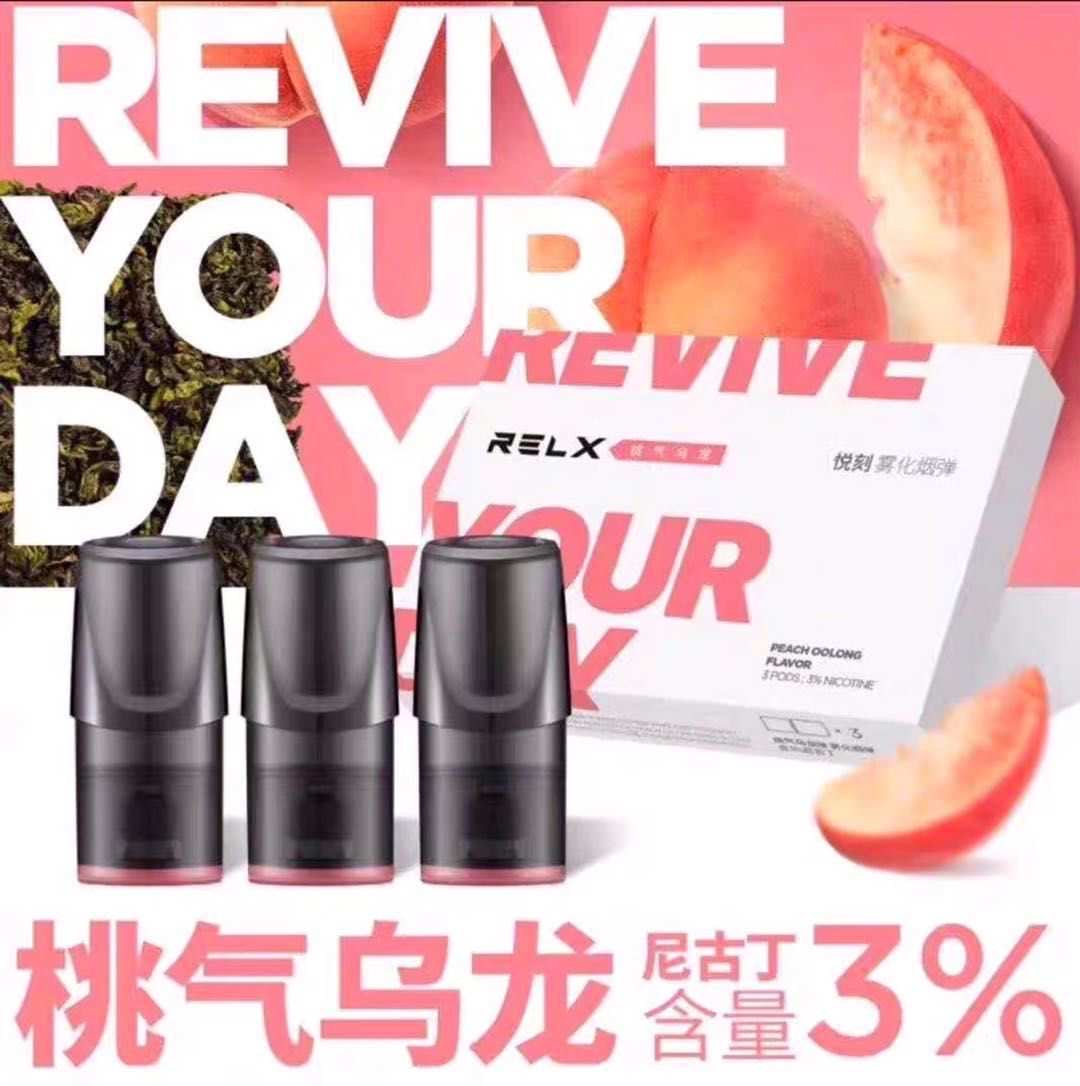 REVIVE
YOUR
DAY
REVIVE
RELX 桃气乌龙
悦刻 雾化烟弹
YOUR
PEACH OOLONG
FLAVOR
3 PODS ; 3% NICOTINE
× 3
桃气乌龙
尼古丁
含量
3%